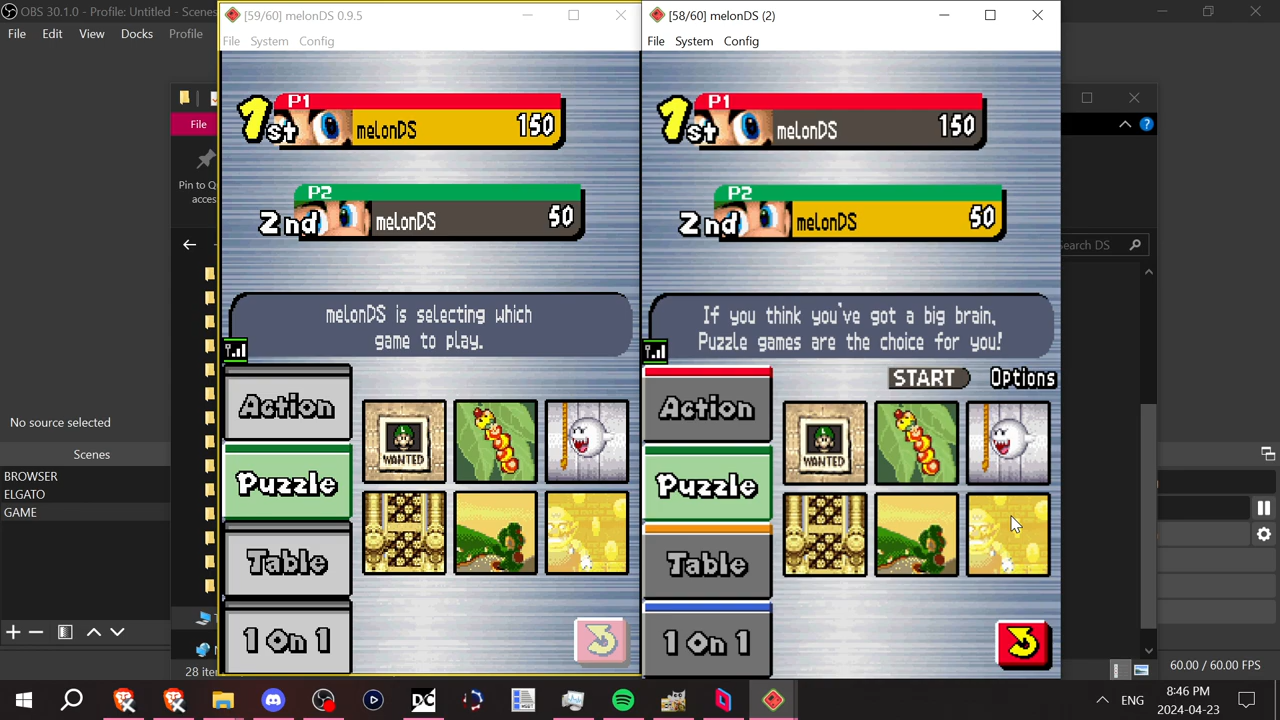 OBS 30.1.0 - Profile: Untitled - Scenes
File Edit View Docks Profile
File
Pin to Q
acces
No source selected
Scenes
BROWSER
ELGATO
GAME
28 iter
[59/60] melonDS 0.9.5
File System Config
P1
1st melonDS 150
P2
2nd melonDS 50
melonDS is selecting which
game to play.
Action
Puzzle
Table
1 On 1
WANTED
[58/60] melonDS (2)
File System Config
P1
1st melonDS 150
P2
2nd melonDS 50
If you think you've got a big brain,
Puzzle games are the choice for you!
START Options
Action
Puzzle
Table
1 On 1
WANTED
earch DS
60.00 / 60.00 FPS
DC
ENG
8:46 PM
2024-04-23